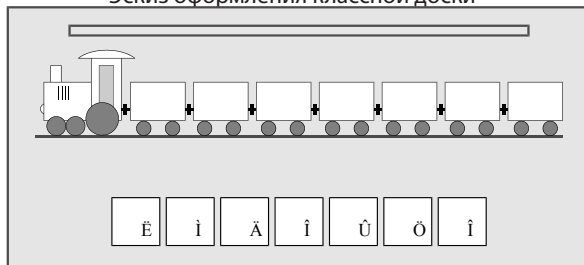 Эскиз оформления классной доски
Ë Ì Ä Î Û Ö Î